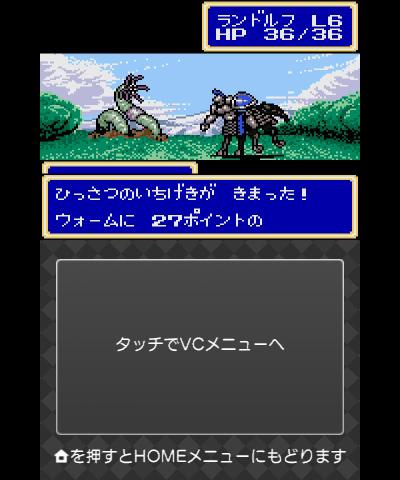 ランドルフ L6
HP 36/36
ひっさつのいちげきが きまった!
ウォームに 27ポイントの
タッチでVCメニューへ
を押すとHOMEメニューにもどります